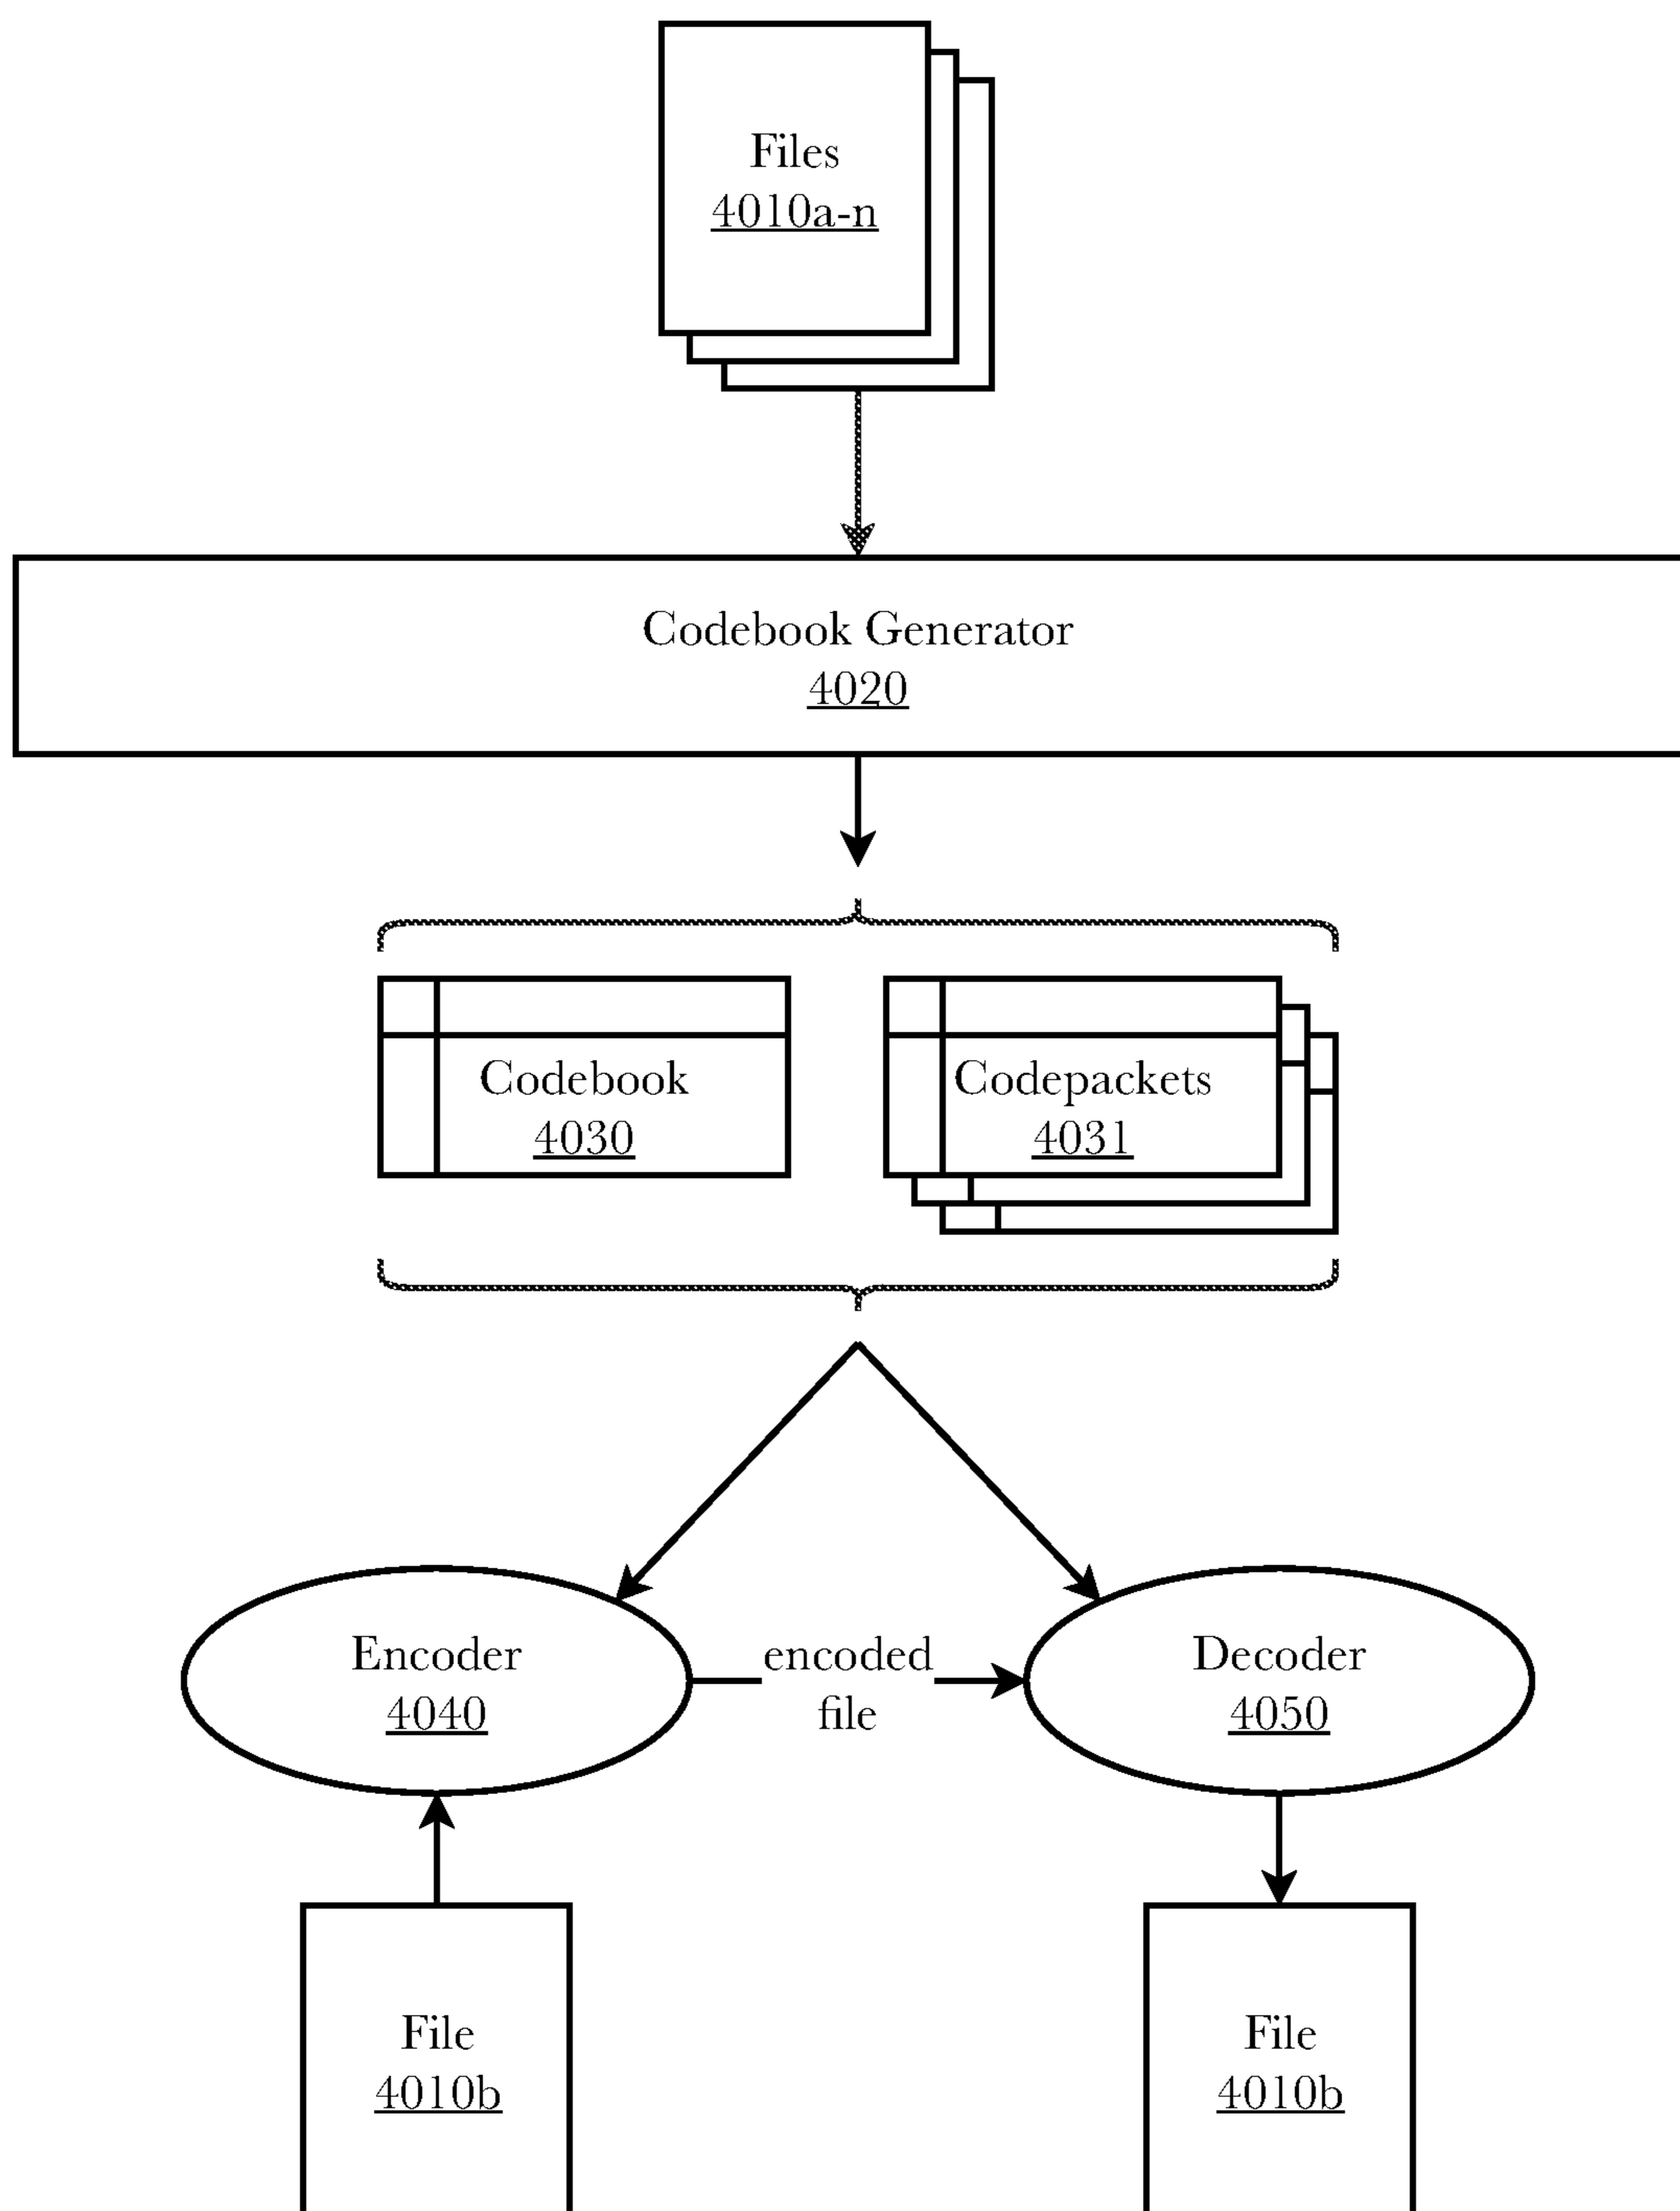 Files
4010a-n
Codebook Generator
4020
Codebook
4030
Codepackets
4031
Encoder
4040
encoded
file
Decoder
4050
File
4010b
File
4010b